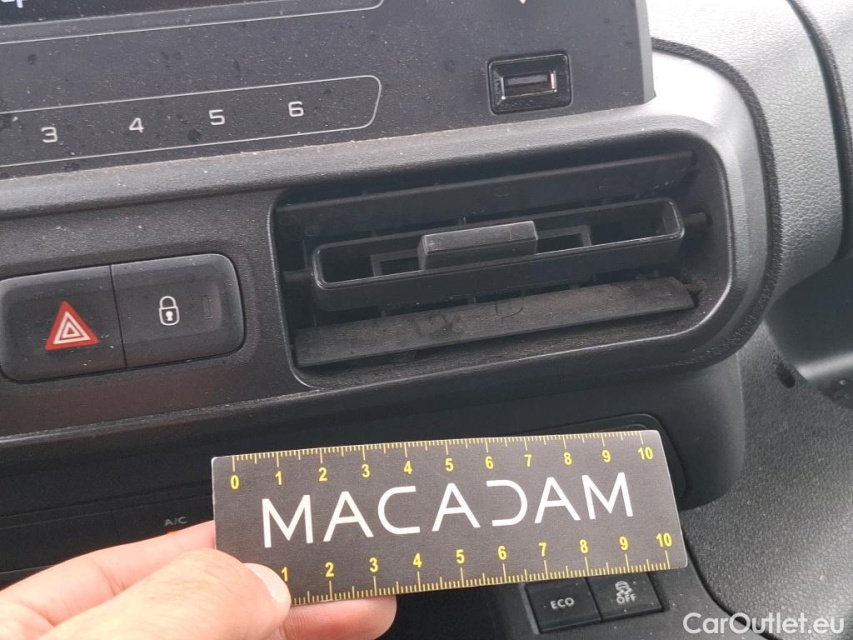 3 4 5 6
0 1 2 3 4 5 6 7 8 9 10
MACADAM
1 2 3 4 5 6 7 8 9 10
A/C
ECO
OFF
CarOutlet.eu